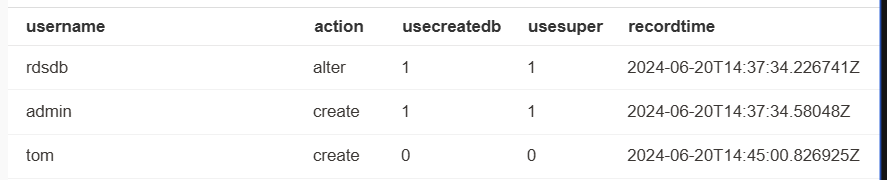 username action usecreatedb usesuper recordtime
rdsdb alter 1 1 2024-06-20T14:37:34.226741Z
admin create 1 1 2024-06-20T14:37:34.58048Z
tom create 0 0 2024-06-20T14:45:00.826925Z